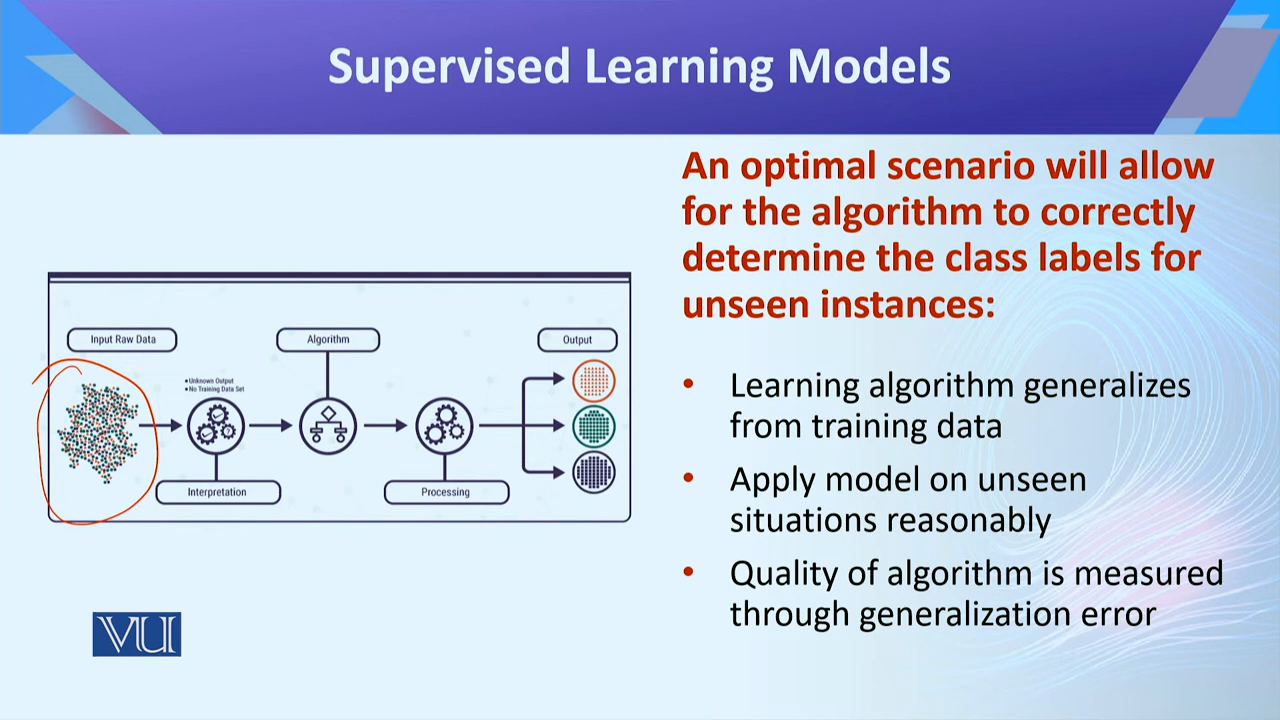 Supervised Learning Models
An optimal scenario will allow
for the algorithm to correctly
determine the class labels for
unseen instances:
• Learning algorithm generalizes
from training data
• Apply model on unseen
situations reasonably
• Quality of algorithm is measured
through generalization error
Input Raw Data
Algorithm
Output
• Unknown Output
• No Training Data Set
Interpretation
Processing
VU